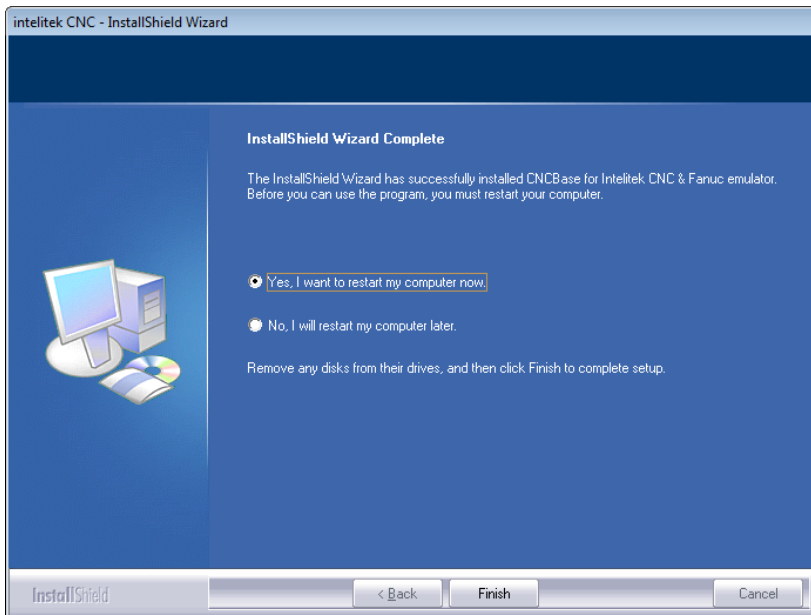 intelitek CNC - InstallShield Wizard
InstallShield Wizard Complete
The InstallShield Wizard has successfully installed CNCBase for Intelitek CNC & Fanuc emulator.
Before you can use the program, you must restart your computer.
Yes, I want to restart my computer now.
No, I will restart my computer later.
Remove any disks from their drives, and then click Finish to complete setup.
InstallShield
< Back
Finish
Cancel